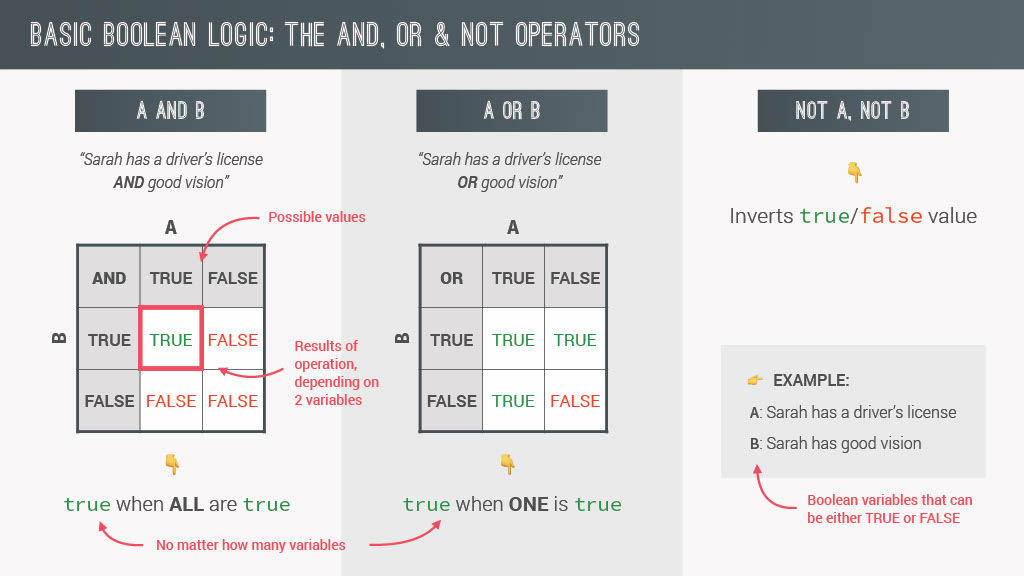 BASIC BOOLEAN LOGIC: THE AND, OR & NOT OPERATORS
A AND B
“Sarah has a driver’s license
AND good vision”
Possible values
A
B
AND TRUE FALSE
TRUE TRUE FALSE
FALSE FALSE FALSE
Results of
operation,
depending on
2 variables
true when ALL are true
No matter how many variables
A OR B
“Sarah has a driver’s license
OR good vision”
A
B
OR TRUE FALSE
TRUE TRUE TRUE
FALSE TRUE FALSE
true when ONE is true
NOT A, NOT B
Inverts true/false value
EXAMPLE:
A: Sarah has a driver’s license
B: Sarah has good vision
Boolean variables that can
be either TRUE or FALSE